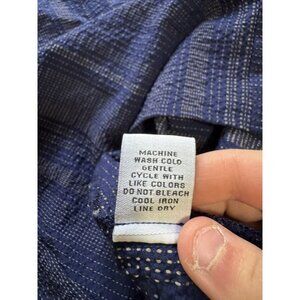 MACHINE
WASH COLD
GENTLE
CYCLE WITH
LIKE COLORS
DO NOT BLEACH
COOL IRON
LINE DRY